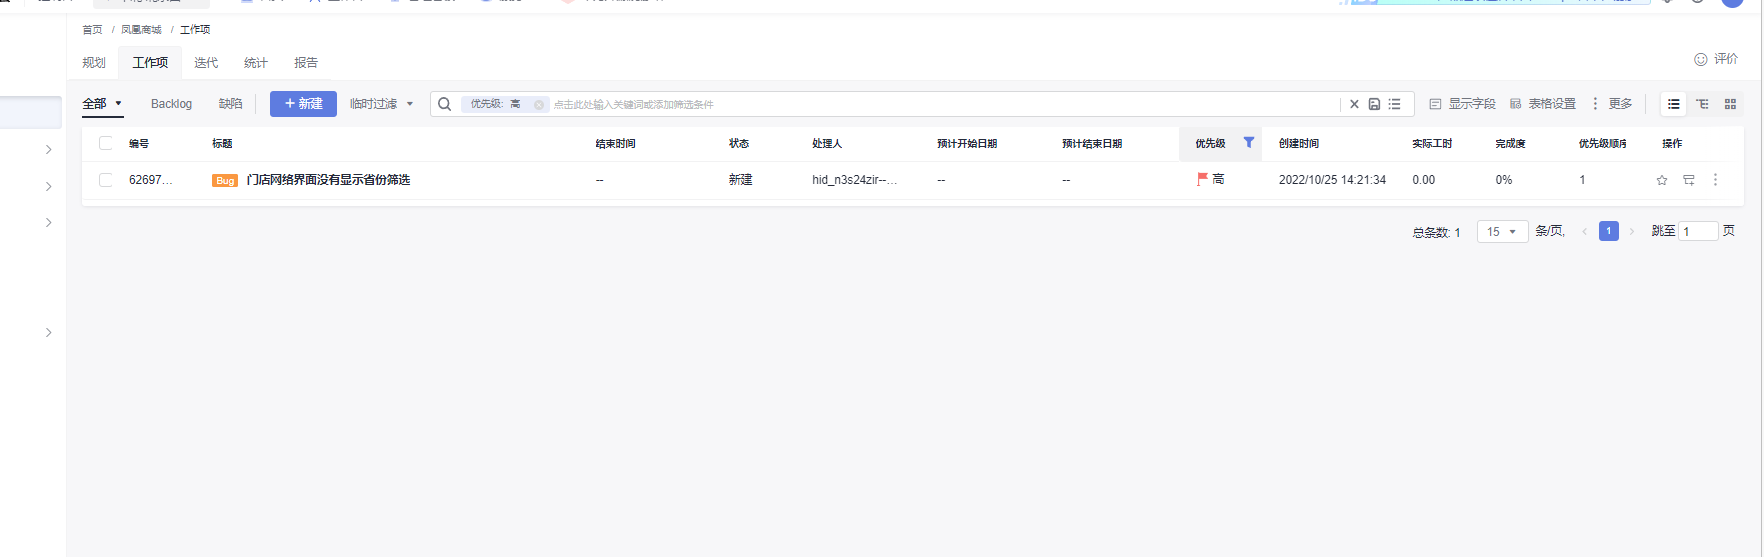 首页 / 凤凰商城 / 工作项
规划 工作项 迭代 统计 报告 评价
全部 Backlog 缺陷 新建 临时过滤 优先级: 高 点击此处输入关键词或添加筛选条件 显示字段 表格设置 更多
编号 标题 结束时间 状态 处理人 预计开始日期 预计结束日期 优先级 创建时间 实际工时 完成度 优先级顺序 操作
62697... Bug 门店网络界面没有显示省份筛选 -- 新建 hid_n3s24zir--... -- -- 高 2022/10/25 14:21:34 0.00 0% 1
总条数: 1 15 条/页, 1 跳至 1 页